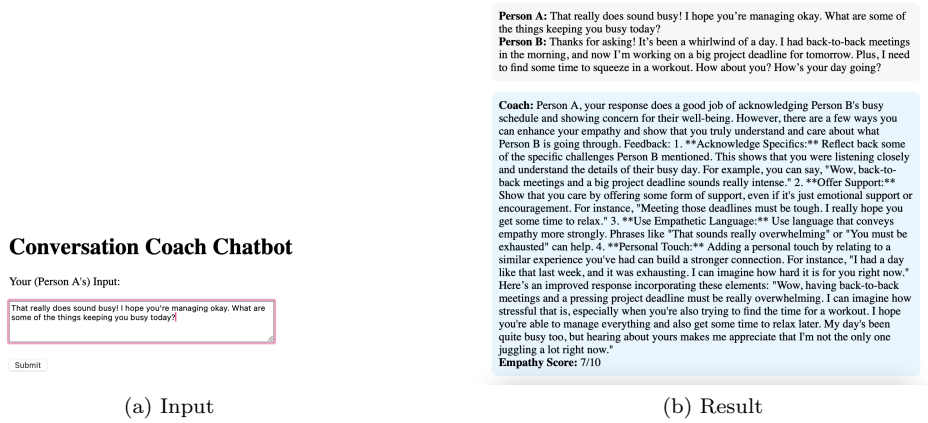 Conversation Coach Chatbot
Your (Person A's) Input:
That really does sound busy! I hope you're managing okay. What are
some of the things keeping you busy today?
Submit
(a) Input
Person A: That really does sound busy! I hope you're managing okay. What are some of
the things keeping you busy today?
Person B: Thanks for asking! It's been a whirlwind of a day. I had back-to-back meetings
in the morning, and now I'm working on a big project deadline for tomorrow. Plus, I need
to find some time to squeeze in a workout. How about you? How's your day going?
Coach: Person A, your response does a good job of acknowledging Person B's busy
schedule and showing concern for their well-being. However, there are a few ways you
can enhance your empathy and show that you truly understand and care about what
Person B is going through. Feedback: 1. **Acknowledge Specifics:** Reflect back some
of the specific challenges Person B mentioned. This shows that you were listening closely
and understand the details of their busy day. For example, you can say, "Wow, back-to-
back meetings and a big project deadline sounds really intense." 2. **Offer Support:**
Show that you care by offering some form of support, even if it's just emotional support or
encouragement. For instance, "Meeting those deadlines must be tough. I really hope you
get some time to relax." 3. **Use Empathetic Language:** Use language that conveys
empathy more strongly. Phrases like "That sounds really overwhelming" or "You must be
exhausted" can help. 4. **Personal Touch:** Adding a personal touch by relating to a
similar experience you've had can build a stronger connection. For instance, "I had a day
like that last week, and it was exhausting. I can imagine how hard it is for you right now."
Here's an improved response incorporating these elements: "Wow, having back-to-back
meetings and a pressing project deadline must be really overwhelming. I can imagine how
stressful that is, especially when you're also trying to find the time for a workout. I hope
you're able to manage everything and also get some time to relax later. My day's been
quite busy too, but hearing about yours makes me appreciate that I'm not the only one
juggling a lot right now."
Empathy Score: 7/10
(b) Result